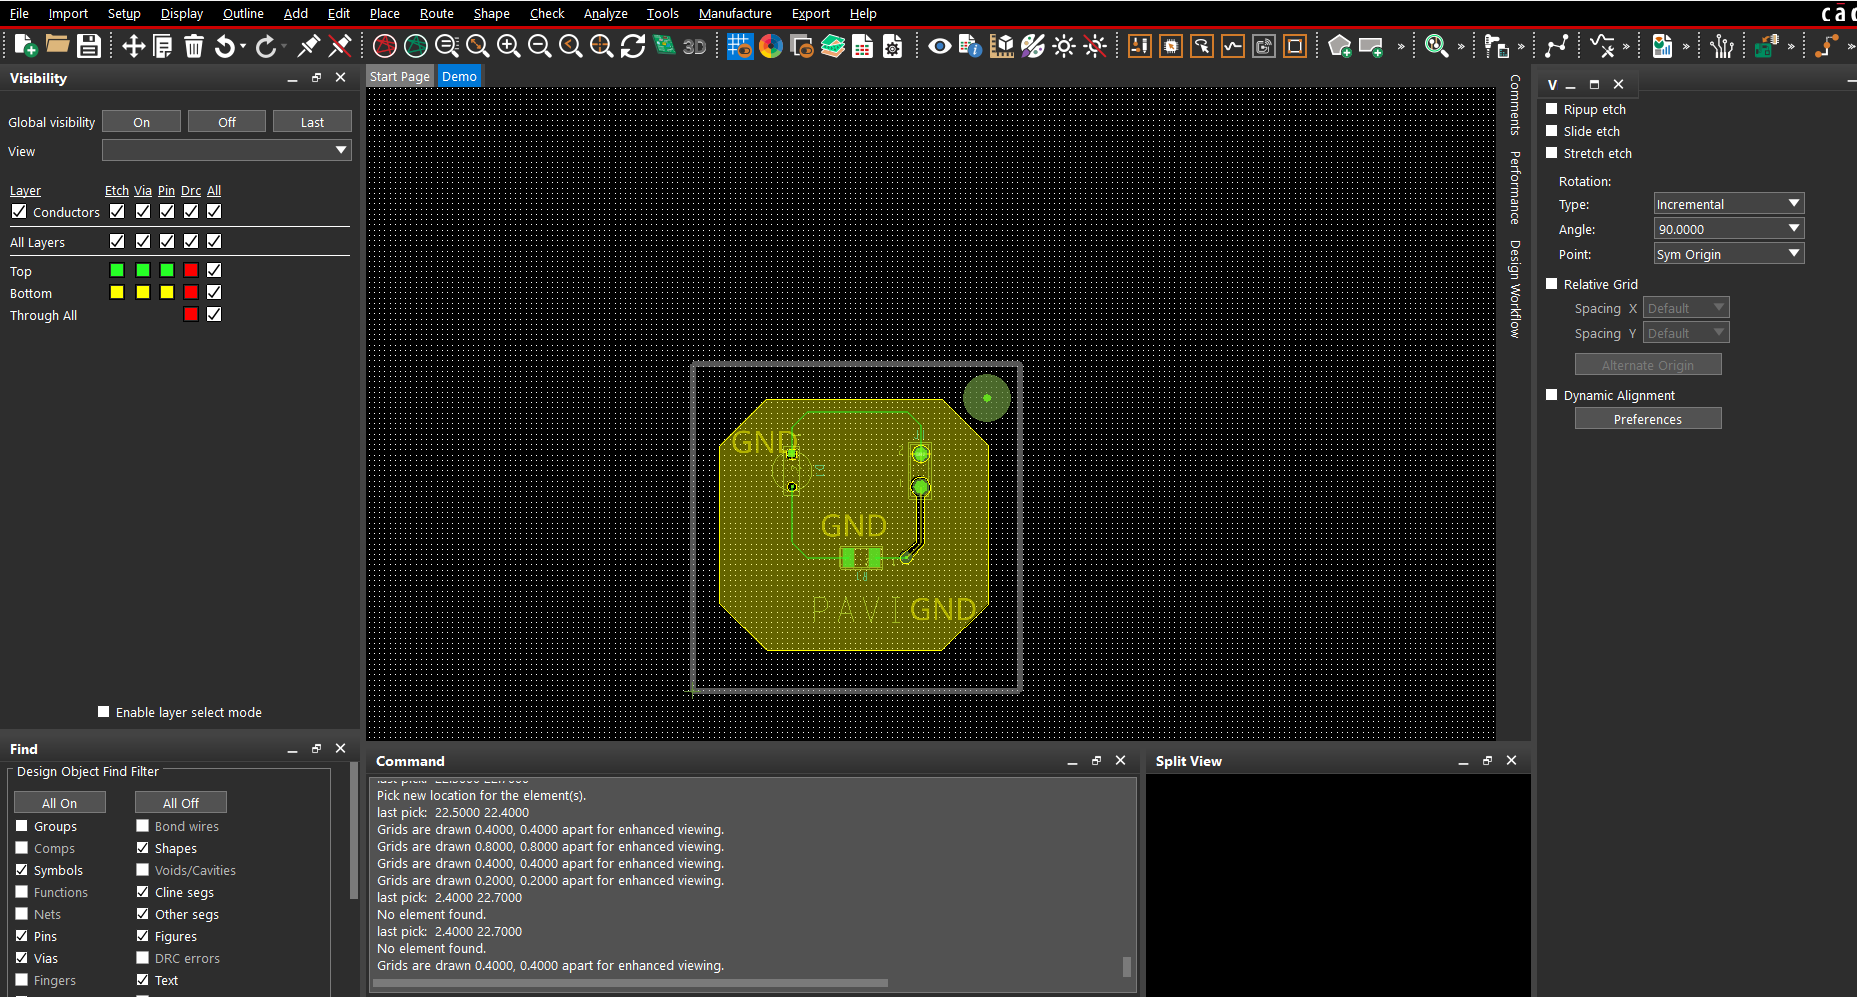 File Import Setup Display Outline Add Edit Place Route Shape Check Analyze Tools Manufacture Export Help
3D
Visibility
Global visibility On Off Last
View
Layer Etch Via Pin Drc All
Conductors
All Layers
Top
Bottom
Through All
Enable layer select mode
Find
Design Object Find Filter
All On All Off
Groups Bond wires
Comps Shapes
Symbols Voids/Cavities
Functions Cline segs
Nets Other segs
Pins Figures
Vias DRC errors
Fingers Text
Start Page Demo
GND
GND
PAVI GND
Comments
Performance
Design Workflow
Command
Pick new location for the element(s).
last pick: 22.5000 22.4000
Grids are drawn 0.4000, 0.4000 apart for enhanced viewing.
Grids are drawn 0.8000, 0.8000 apart for enhanced viewing.
Grids are drawn 0.4000, 0.4000 apart for enhanced viewing.
Grids are drawn 0.2000, 0.2000 apart for enhanced viewing.
last pick: 2.4000 22.7000
No element found.
last pick: 2.4000 22.7000
No element found.
Grids are drawn 0.4000, 0.4000 apart for enhanced viewing.
Split View
V
Ripup etch
Slide etch
Stretch etch
Rotation:
Type: Incremental
Angle: 90.0000
Point: Sym Origin
Relative Grid
Spacing X Default
Spacing Y Default
Alternate Origin
Dynamic Alignment
Preferences